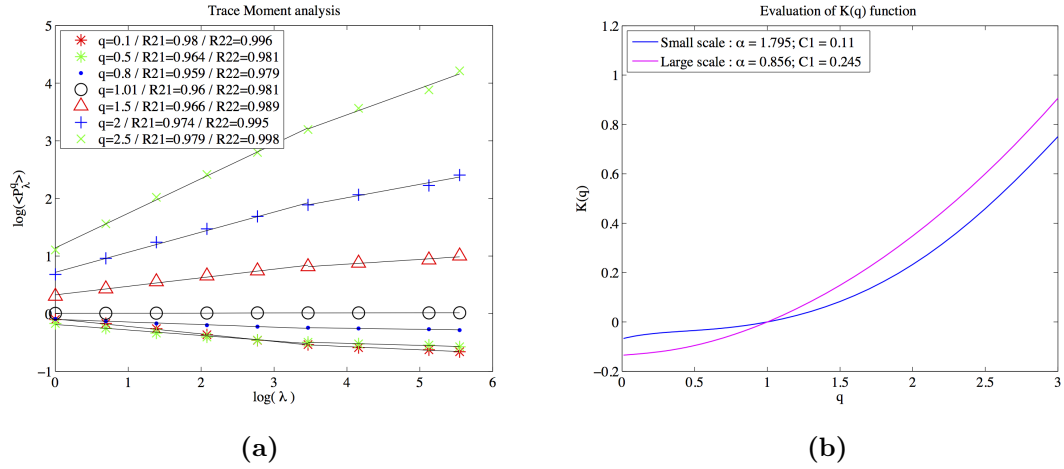 Trace Moment analysis
q=0.1 / R21=0.98 / R22=0.996
q=0.5 / R21=0.964 / R22=0.981
q=0.8 / R21=0.959 / R22=0.979
q=1.01 / R21=0.96 / R22=0.981
q=1.5 / R21=0.966 / R22=0.989
q=2 / R21=0.974 / R22=0.995
q=2.5 / R21=0.979 / R22=0.998
5
4
3
2
1
0
−1
log(<P_λ^q>)
0 1 2 3 4 5 6
log( λ )
(a)
Evaluation of K(q) function
Small scale : α = 1.795; C1 = 0.11
Large scale : α = 0.856; C1 = 0.245
1.2
1
0.8
0.6
0.4
0.2
0
−0.2
K(q)
0 0.5 1 1.5 2 2.5 3
q
(b)